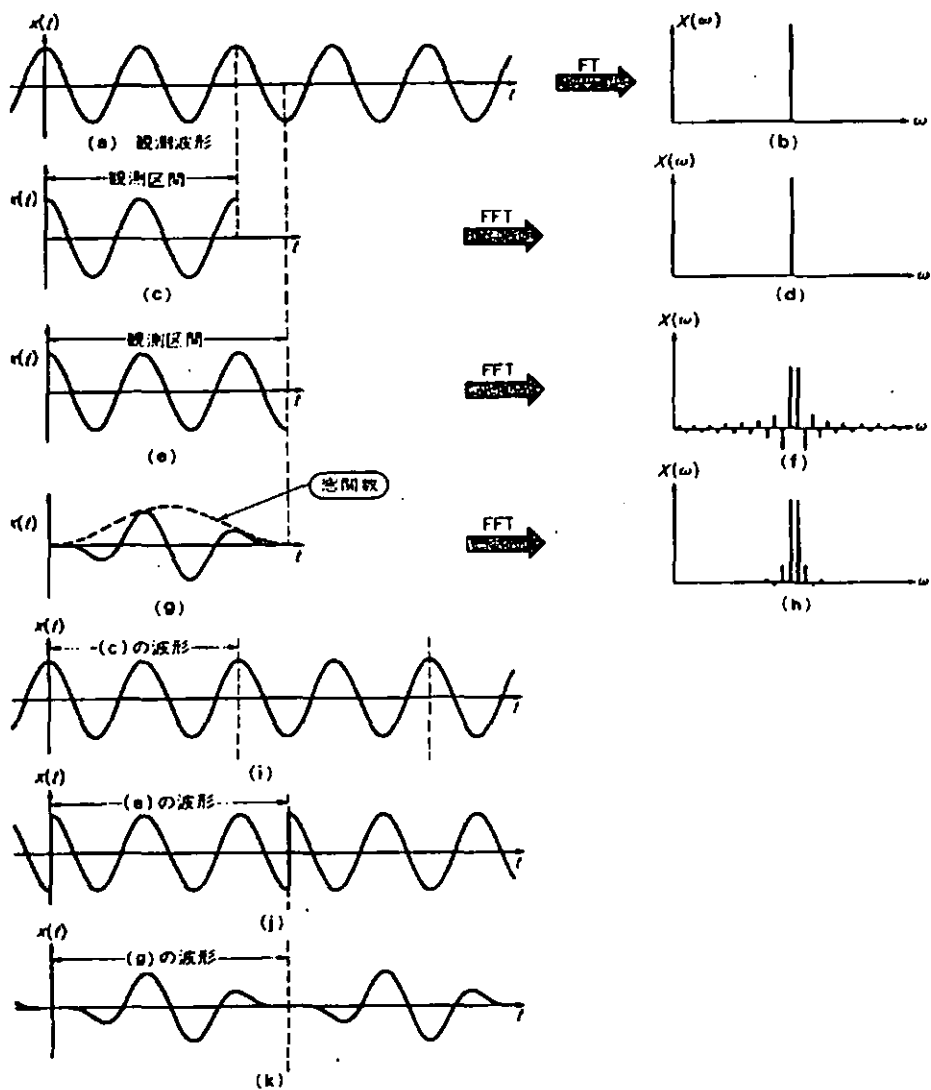 x(t)
t
FT
X(ω)
ω
(a) 観測波形
(b)
観測区間
x(t)
t
FFT
X(ω)
ω
(c)
(d)
観測区間
x(t)
t
FFT
X(ω)
ω
(e)
(f)
窓関数
x(t)
t
FFT
X(ω)
ω
(g)
(h)
x(t)
(c)の波形
t
(i)
x(t)
(e)の波形
t
(j)
x(t)
(g)の波形
t
(k)